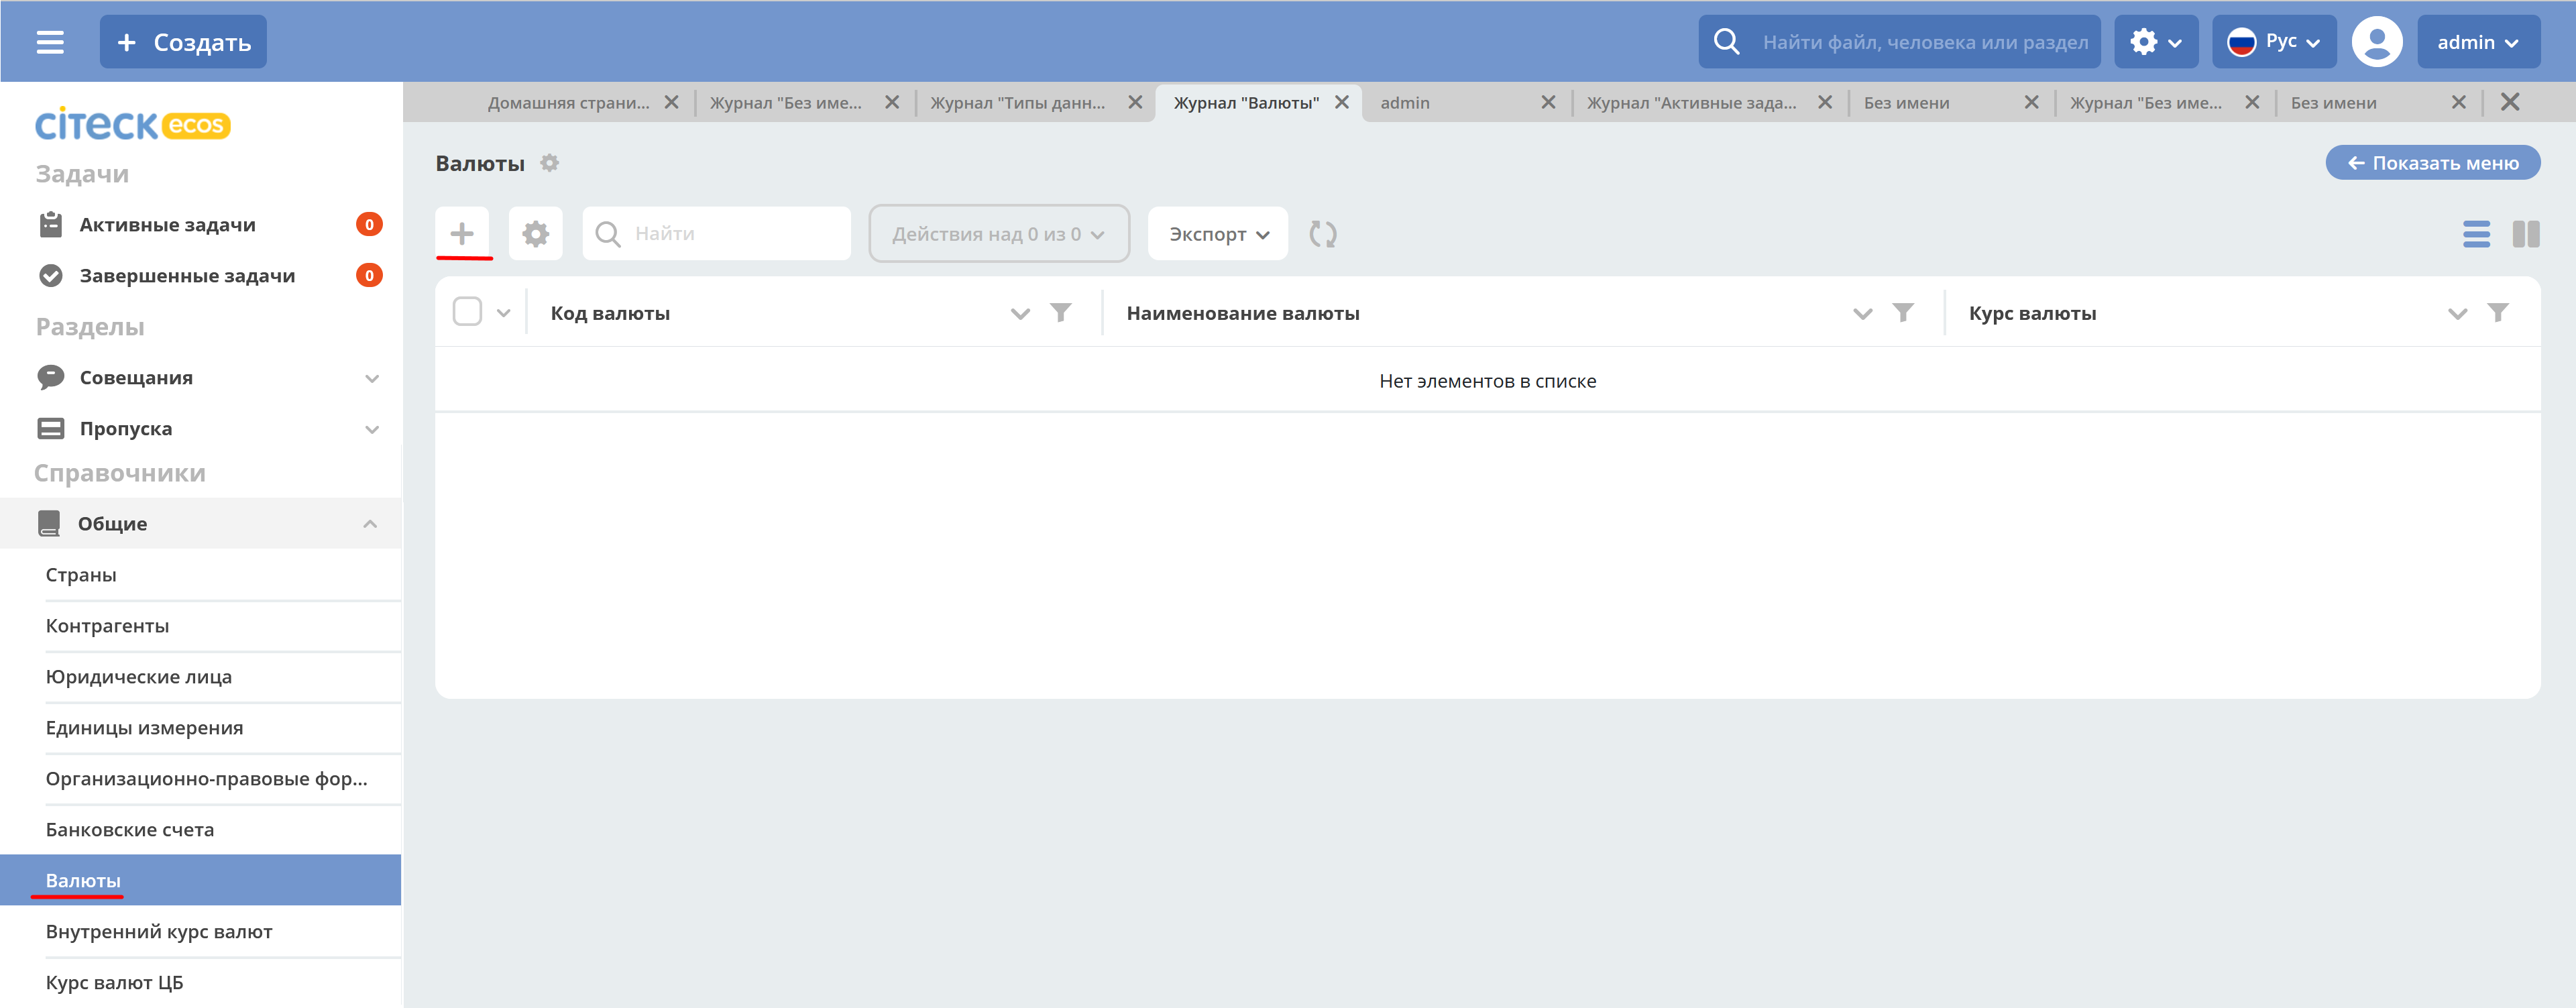 + Создать
Найти файл, человека или раздел
Рус
admin
Домашняя страни...
Журнал "Без име...
Журнал "Типы данн...
Журнал "Валюты"
admin
Журнал "Активные зада...
Без имени
Журнал "Без име...
Без имени
citeck ecos
Задачи
Активные задачи 0
Завершенные задачи 0
Разделы
Совещания
Пропуска
Справочники
Общие
Страны
Контрагенты
Юридические лица
Единицы измерения
Организационно-правовые фор...
Банковские счета
Валюты
Внутренний курс валют
Курс валют ЦБ
Валюты
← Показать меню
Найти
Действия над 0 из 0
Экспорт
Код валюты
Наименование валюты
Курс валюты
Нет элементов в списке